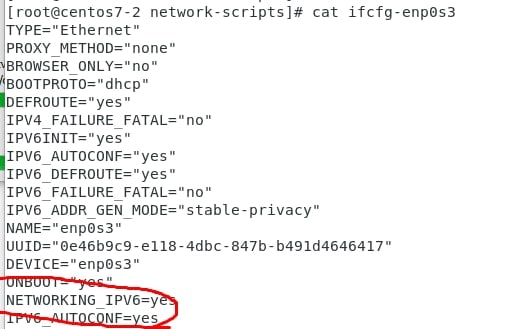 [root@centos7-2 network-scripts]# cat ifcfg-enp0s3
TYPE="Ethernet"
PROXY_METHOD="none"
BROWSER_ONLY="no"
BOOTPROTO="dhcp"
DEFROUTE="yes"
IPV4_FAILURE_FATAL="no"
IPV6INIT="yes"
IPV6_AUTOCONF="yes"
IPV6_DEFROUTE="yes"
IPV6_FAILURE_FATAL="no"
IPV6_ADDR_GEN_MODE="stable-privacy"
NAME="enp0s3"
UUID="0e46b9c9-e118-4dbc-847b-b491d4646417"
DEVICE="enp0s3"
ONBOOT="yes"
NETWORKING_IPV6=yes
IPV6_AUTOCONF=yes